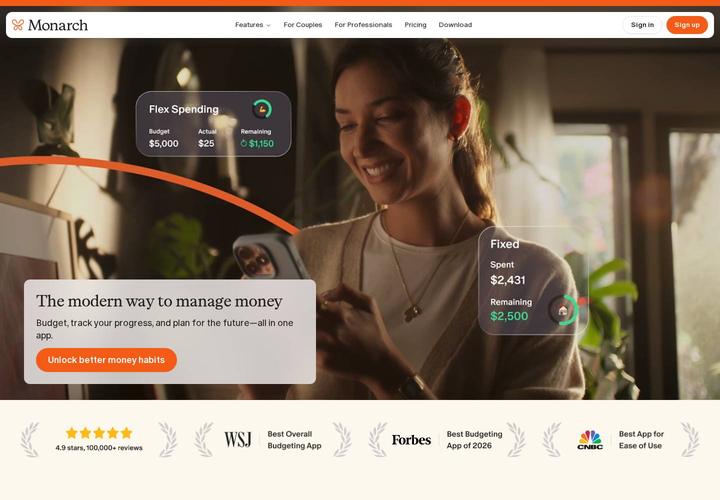 Monarch
Features
For Couples
For Professionals
Pricing
Download
Sign in
Sign up
Flex Spending
Budget
Actual
Remaining
$5,000
$25
$1,150
Fixed
Spent
$2,431
Remaining
$2,500
The modern way to manage money
Budget, track your progress, and plan for the future—all in one
app.
Unlock better money habits
4.9 stars, 100,000+ reviews
WSJ
Best Overall
Budgeting App
Forbes
Best Budgeting
App of 2026
CNBC
Best App for
Ease of Use